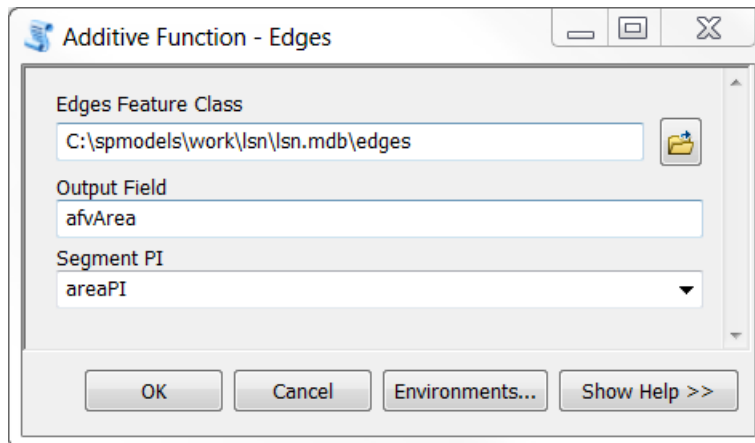 Additive Function - Edges
Edges Feature Class
C:\spmodels\work\lsn\lsn.mdb\edges
Output Field
afvArea
Segment PI
areaPI
OK Cancel Environments... Show Help >>